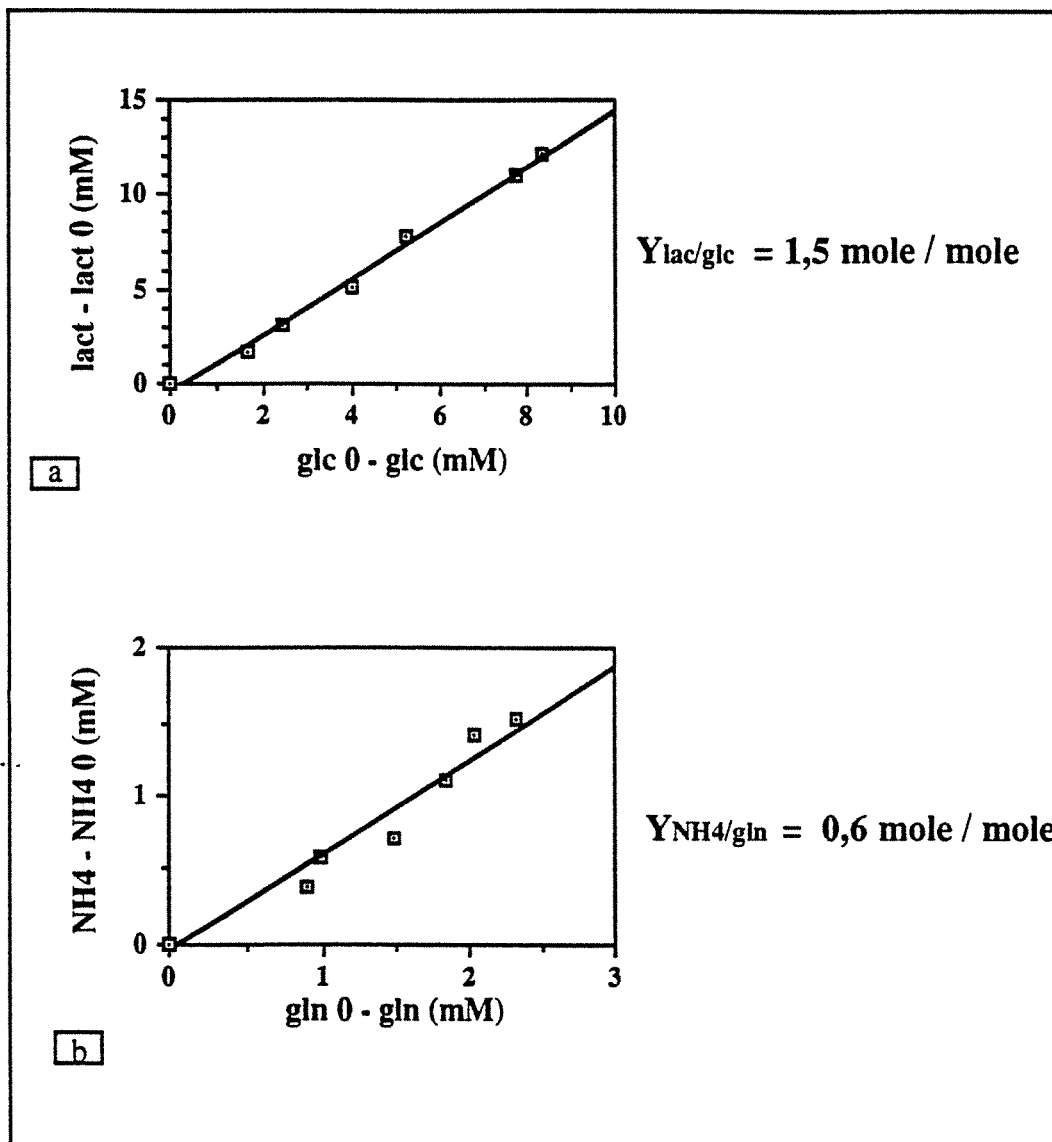 15
10
5
0
lact - lact 0 (mM)
0 2 4 6 8 10
glc 0 - glc (mM)
Ylac/glc = 1,5 mole / mole
a
2
1
0
NH4 - NH4 0 (mM)
0 1 2 3
gln 0 - gln (mM)
YNH4/gln = 0,6 mole / mole
b